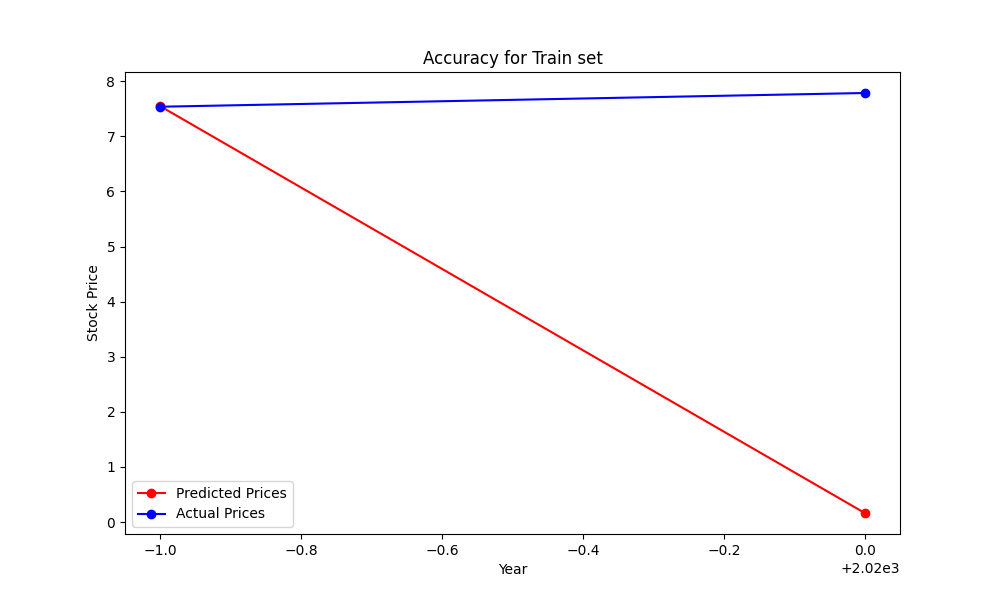 Accuracy for Train set
8
7
6
5
4
3
2
1
0
Stock Price
Predicted Prices
Actual Prices
−1.0
−0.8
−0.6
−0.4
−0.2
0.0
+2.02e3
Year